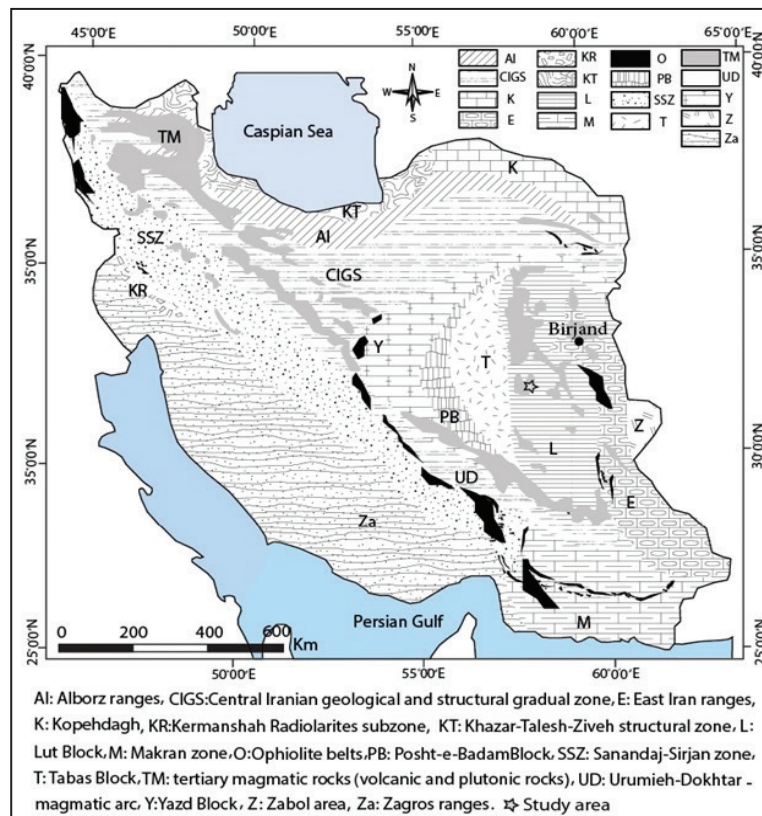 45°00'E 50°00'E 55°00'E 60°00'E 65°00'E
40°00'N 40°00'N
AI KR O TM
CIGS KT PB UD
K L SSZ Y
E M T Z
Za
N
W E
S
Caspian Sea
TM
K
KT
AI
SSZ
35°00'N 35°00'N
CIGS
KR
Birjand
Y
T
PB
Z
30°00'N 30°00'N
L
UD
E
Za
Persian Gulf
M
0 200 400 600
Km
25°00'N 25°00'N
50°00'E 55°00'E 60°00'E
AI: Alborz ranges, CIGS:Central Iranian geological and structural gradual zone, E: East Iran ranges,
K: Kopehdagh, KR:Kermanshah Radiolarites subzone, KT: Khazar-Talesh-Ziveh structural zone, L:
Lut Block, M: Makran zone, O:Ophiolite belts, PB: Posht-e-BadamBlock, SSZ: Sanandaj-Sirjan zone,
T: Tabas Block, TM: tertiary magmatic rocks (volcanic and plutonic rocks), UD: Urumieh-Dokhtar
magmatic arc, Y:Yazd Block, Z: Zabol area, Za: Zagros ranges. ☆ Study area